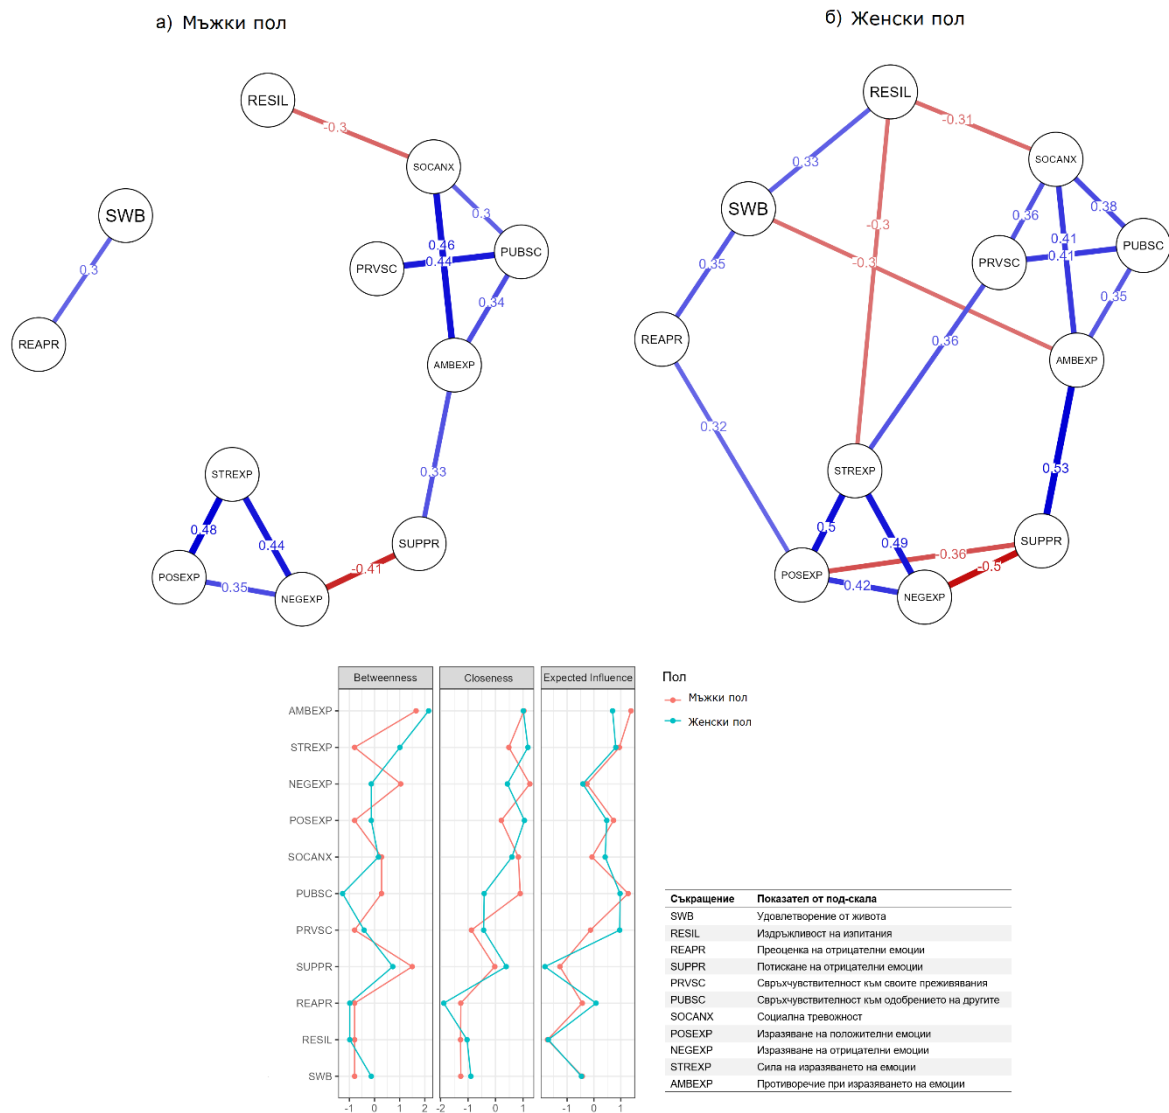 а) Мъжки пол
б) Женски пол
RESIL
-0.3
SOCANX
SWB
0.3
0.3
0.46
0.44
PRVSC
PUBSC
REAPR
0.34
AMBEXP
0.33
STREXP
0.48
0.44
SUPPR
-0.41
POSEXP
0.35
NEGEXP
RESIL
-0.31
SOCANX
0.33
SWB
0.36
0.38
-0.3
0.41
0.41
PUBSC
PRVSC
0.35
-0.3
0.35
REAPR
0.36
AMBEXP
0.32
STREXP
0.53
0.5
0.49
SUPPR
-0.36
-0.5
POSEXP
0.42
NEGEXP
Betweenness Closeness Expected Influence
AMBEXP
STREXP
NEGEXP
POSEXP
SOCANX
PUBSC
PRVSC
SUPPR
REAPR
RESIL
SWB
-1 0 1 2 -2 -1 0 1 -1 0 1
Пол
Мъжки пол
Женски пол
Съкращение Показател от под-скала
SWB Удовлетворение от живота
RESIL Издръжливост на изпитания
REAPR Преоценка на отрицателни емоции
SUPPR Потискане на отрицателни емоции
PRVSC Свръхчувствителност към своите преживявания
PUBSC Свръхчувствителност към одобрението на другите
SOCANX Социална тревожност
POSEXP Изразяване на положителни емоции
NEGEXP Изразяване на отрицателни емоции
STREXP Сила на изразяването на емоции
AMBEXP Противоречие при изразяването на емоции